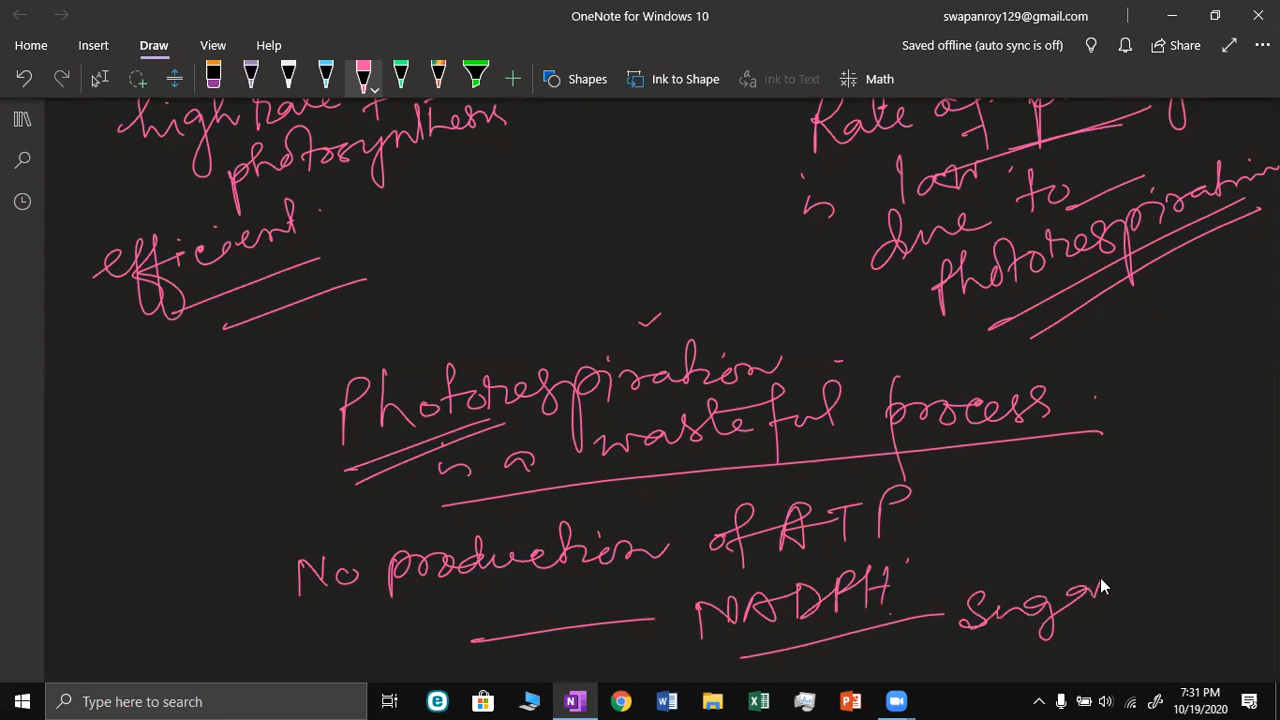 OneNote for Windows 10
swapanroy129@gmail.com
Home Insert Draw View Help
Saved offline (auto sync is off)
Share
Shapes
Ink to Shape
Ink to Text
Math
high rate
photosynthesis
efficient
Rate of
is low
due to
photorespiration
Photorespiration
is a wasteful process
No production of ATP
NADPH Sugar
Type here to search
7:31 PM
10/19/2020